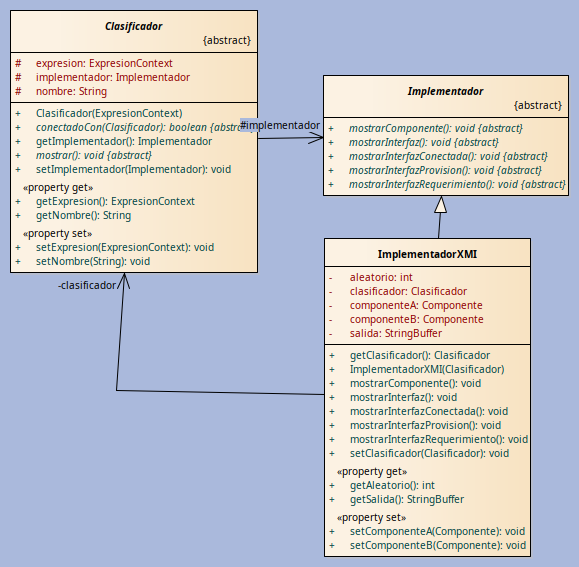 Clasificador
{abstract}
# expresion: ExpresionContext
# implementador: Implementador
# nombre: String
+ Clasificador(ExpresionContext)
+ conectadoCon(Clasificador): boolean {abstra
+ getImplementador(): Implementador
+ mostrar(): void {abstract}
+ setImplementador(Implementador): void
«property get»
+ getExpresion(): ExpresionContext
+ getNombre(): String
«property set»
+ setExpresion(ExpresionContext): void
+ setNombre(String): void
#implementador
-clasificador
Implementador
{abstract}
+ mostrarComponente(): void {abstract}
+ mostrarInterfaz(): void {abstract}
+ mostrarInterfazConectada(): void {abstract}
+ mostrarInterfazProvision(): void {abstract}
+ mostrarInterfazRequerimiento(): void {abstract}
ImplementadorXMI
- aleatorio: int
- clasificador: Clasificador
- componenteA: Componente
- componenteB: Componente
- salida: StringBuffer
+ getClasificador(): Clasificador
+ ImplementadorXMI(Clasificador)
+ mostrarComponente(): void
+ mostrarInterfaz(): void
+ mostrarInterfazConectada(): void
+ mostrarInterfazProvision(): void
+ mostrarInterfazRequerimiento(): void
+ setClasificador(Clasificador): void
«property get»
+ getAleatorio(): int
+ getSalida(): StringBuffer
«property set»
+ setComponenteA(Componente): void
+ setComponenteB(Componente): void